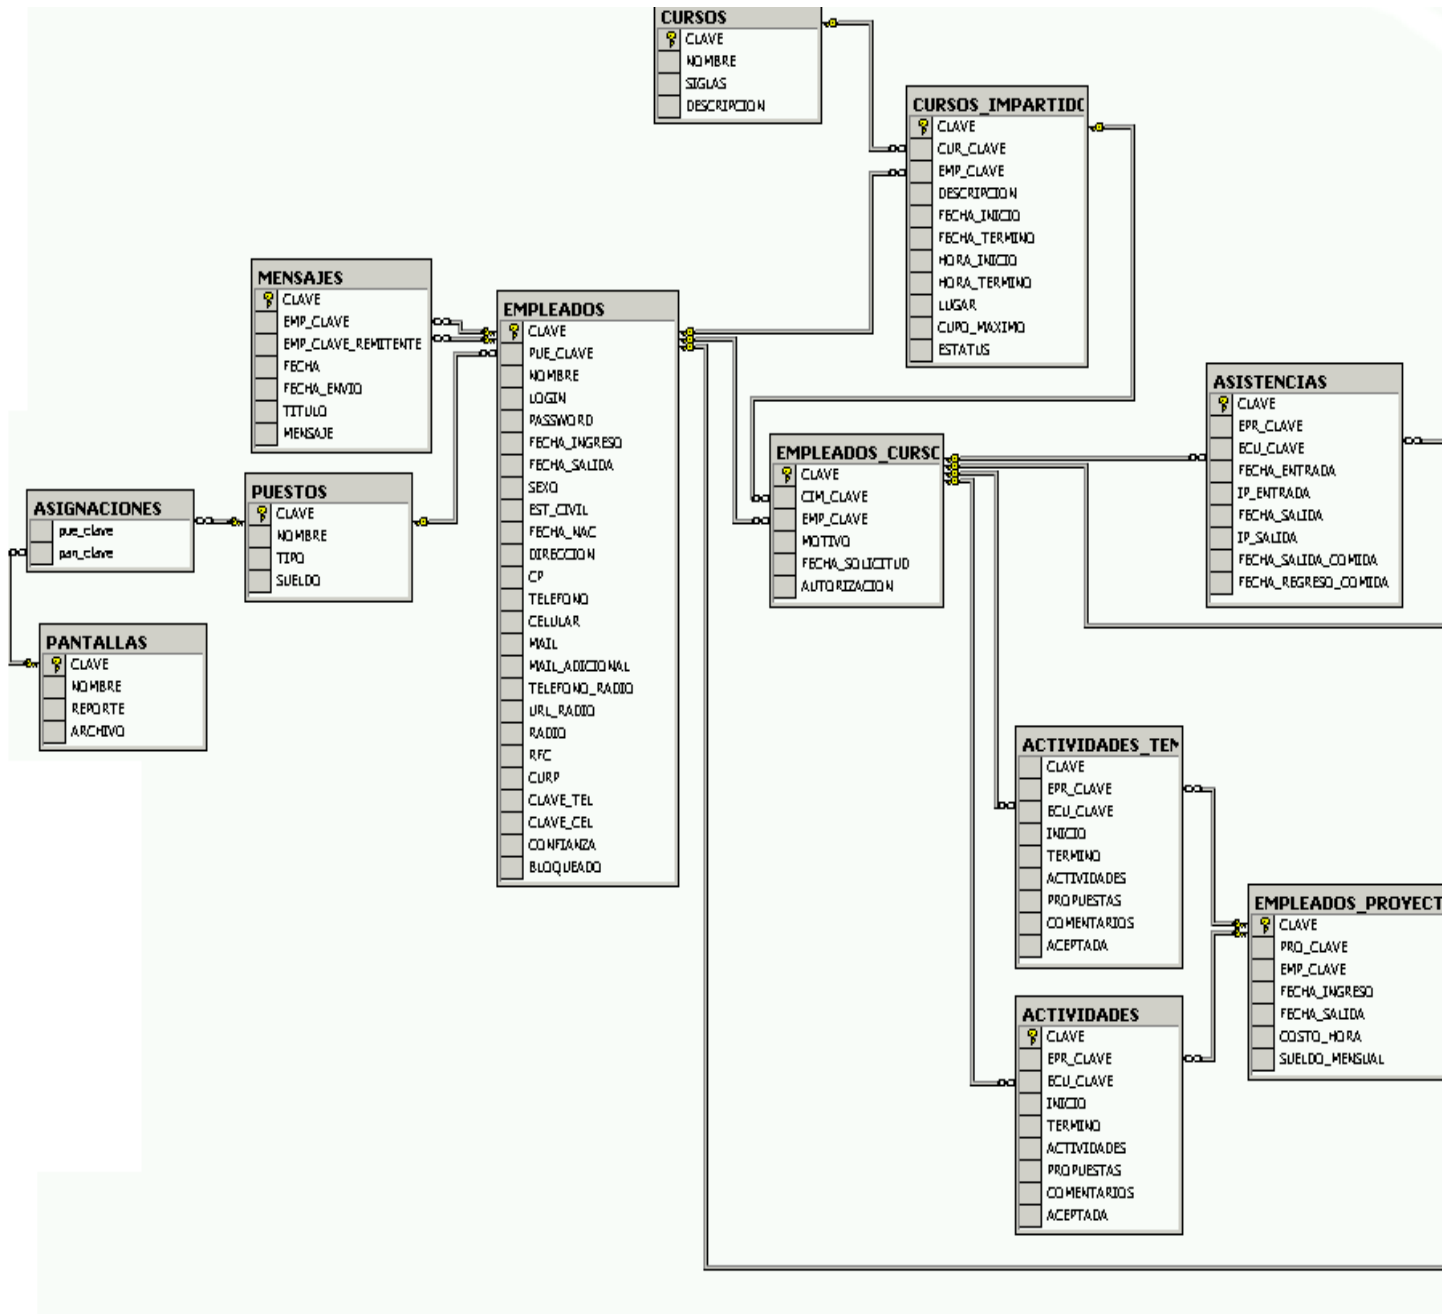 CURSOS
CLAVE
NOMBRE
SIGLAS
DESCRIPCION
CURSOS_IMPARTIDO
CLAVE
CUR_CLAVE
EMP_CLAVE
DESCRIPCION
FECHA_INICIO
FECHA_TERMINO
HORA_INICIO
HORA_TERMINO
LUGAR
CUPO_MAXIMO
ESTATUS
MENSAJES
CLAVE
EMP_CLAVE
EMP_CLAVE_REMITENTE
FECHA
FECHA_ENVIO
TITULO
MENSAJE
EMPLEADOS
CLAVE
PUE_CLAVE
NOMBRE
LOGIN
PASSWORD
FECHA_INGRESO
FECHA_SALIDA
SEXO
EST_CIVIL
FECHA_NAC
DIRECCION
CP
TELEFONO
CELULAR
MAIL
MAIL_ADICIONAL
TELEFONO_RADIO
URL_RADIO
RADIO
RFC
CURP
CLAVE_TEL
CLAVE_CEL
CONFIANZA
BLOQUEADO
ASISTENCIAS
CLAVE
EPR_CLAVE
ECU_CLAVE
FECHA_ENTRADA
IP_ENTRADA
FECHA_SALIDA
IP_SALIDA
FECHA_SALIDA_COMIDA
FECHA_REGRESO_COMIDA
EMPLEADOS_CURSO
CLAVE
CIM_CLAVE
EMP_CLAVE
MOTIVO
FECHA_SOLICITUD
AUTORIZACION
PUESTOS
CLAVE
NOMBRE
TIPO
SUELDO
ASIGNACIONES
pue_clave
pan_clave
PANTALLAS
CLAVE
NOMBRE
REPORTE
ARCHIVO
ACTIVIDADES_TEM
CLAVE
EPR_CLAVE
ECU_CLAVE
INICIO
TERMINO
ACTIVIDADES
PROPUESTAS
COMENTARIOS
ACEPTADA
EMPLEADOS_PROYECT
CLAVE
PRO_CLAVE
EMP_CLAVE
FECHA_INGRESO
FECHA_SALIDA
COSTO_HORA
SUELDO_MENSUAL
ACTIVIDADES
CLAVE
EPR_CLAVE
ECU_CLAVE
INICIO
TERMINO
ACTIVIDADES
PROPUESTAS
COMENTARIOS
ACEPTADA